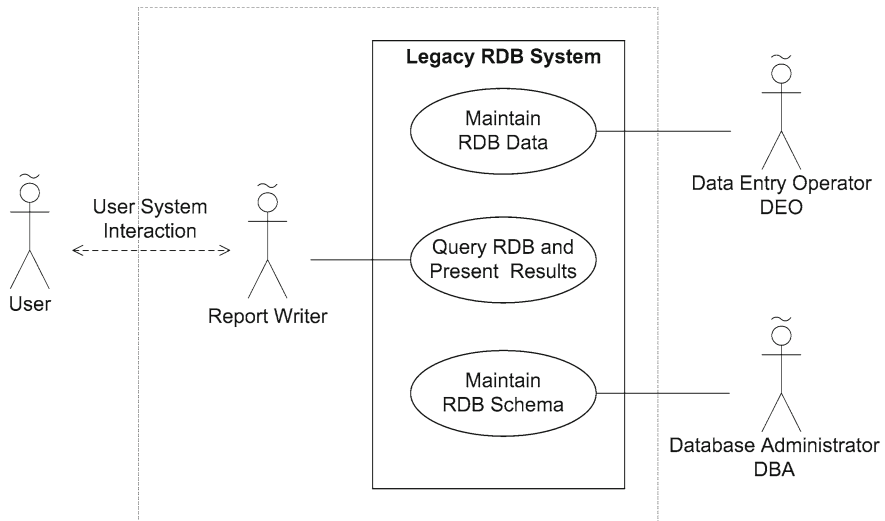 Legacy RDB System
Maintain
RDB Data
Data Entry Operator
DEO
User System
Interaction
User
Report Writer
Query RDB and
Present Results
Maintain
RDB Schema
Database Administrator
DBA